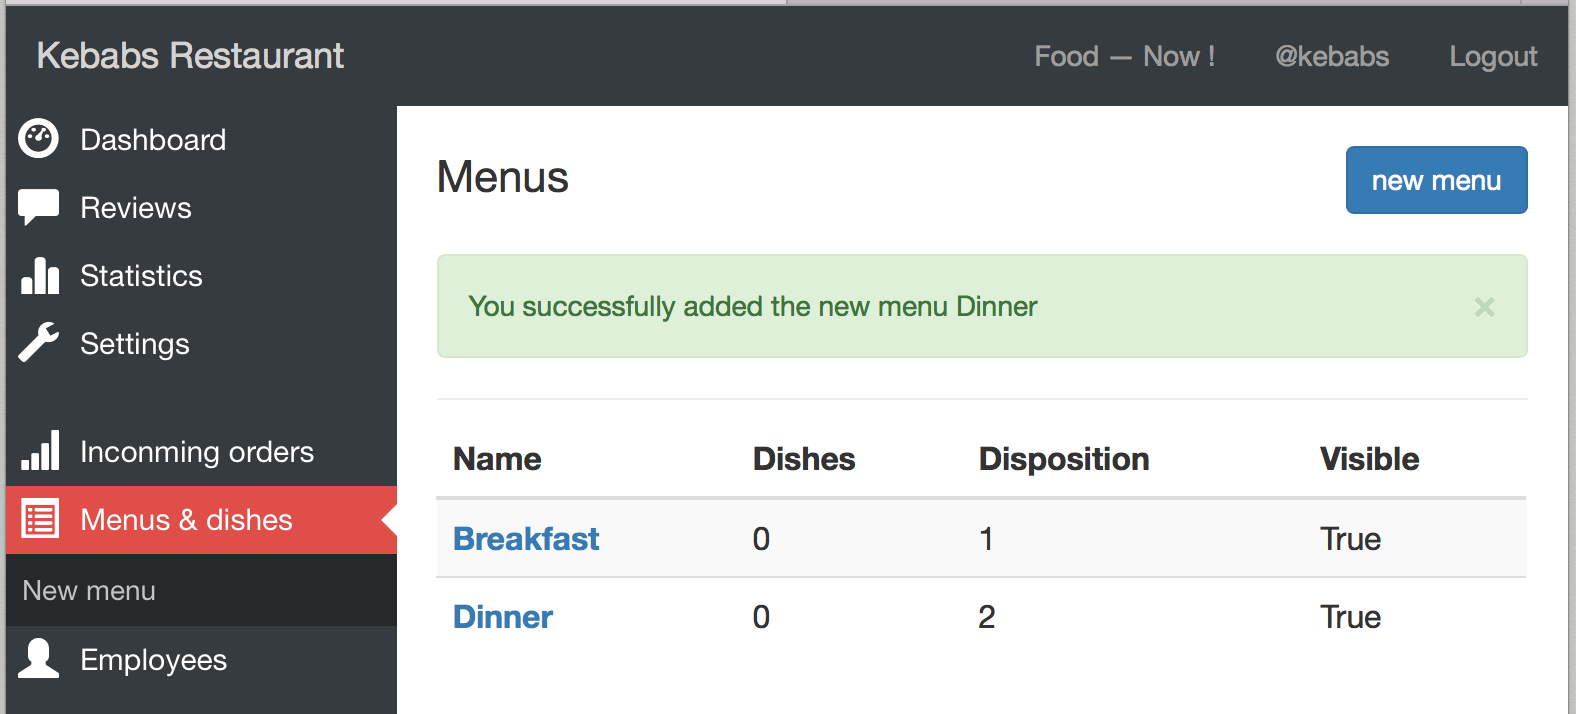 Kebabs Restaurant
Food — Now !
@kebabs
Logout
Dashboard
Reviews
Statistics
Settings
Inconming orders
Menus & dishes
New menu
Employees
Menus
new menu
You successfully added the new menu Dinner
×
Name Dishes Disposition Visible
Breakfast 0 1 True
Dinner 0 2 True